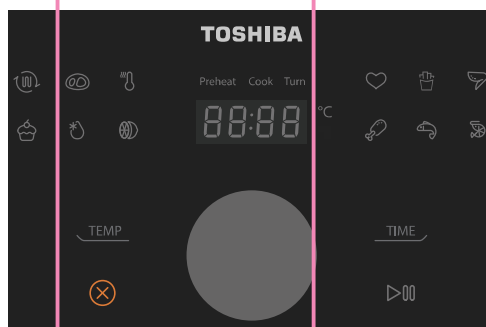 TOSHIBA
Preheat Cook Turn
88:88 °C
TEMP
TIME